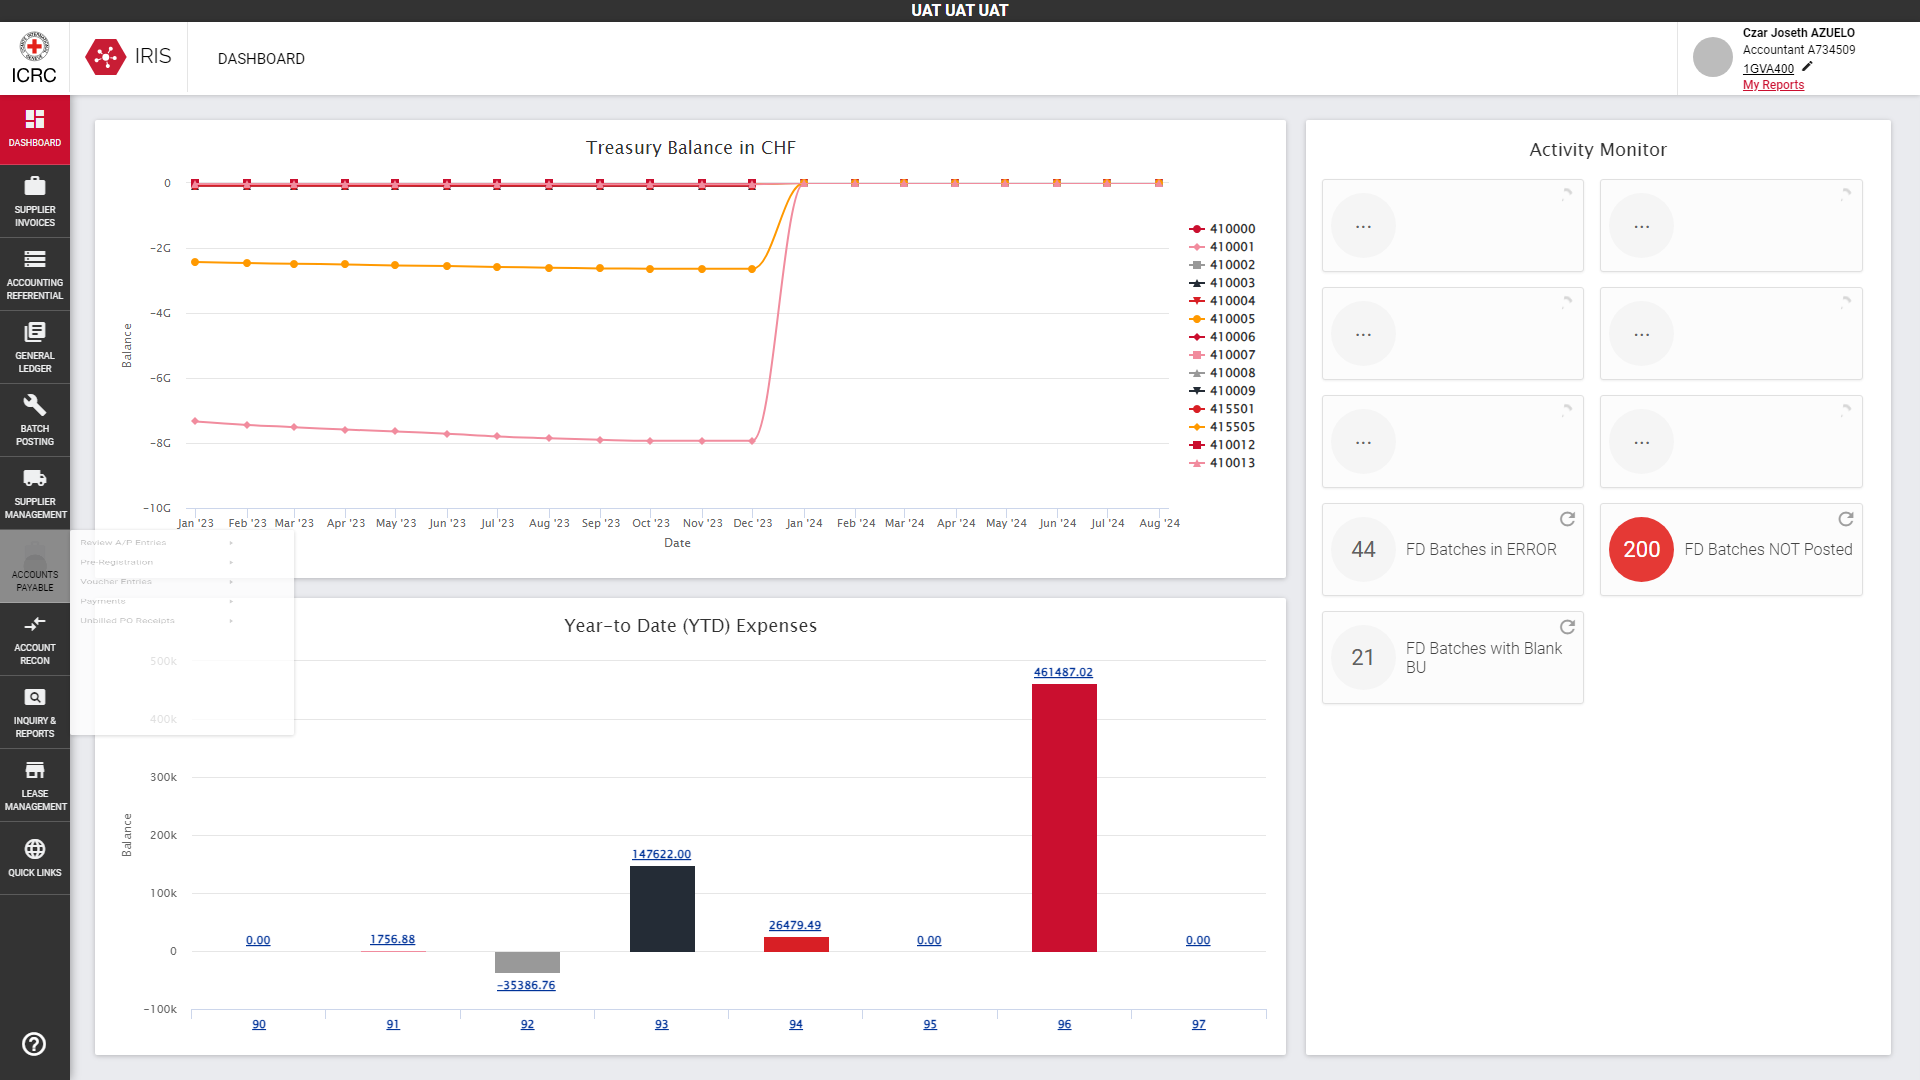 UAT UAT UAT
ICRC
IRIS
DASHBOARD
Czar Joseth AZUELO
Accountant A734509
1GVA400
My Reports
DASHBOARD
SUPPLIER
INVOICES
ACCOUNTING
REFERENTIAL
GENERAL
LEDGER
BATCH
POSTING
SUPPLIER
MANAGEMENT
ACCOUNTS
PAYABLE
ACCOUNT
RECON
INQUIRY &
REPORTS
LEASE
MANAGEMENT
QUICK LINKS
Review A/P Entries
Pre-Registration
Voucher Entries
Payments
Unbilled PO Receipts
Treasury Balance in CHF
0
-2G
-4G
-6G
-8G
-10G
Balance
Jan '23 Feb '23 Mar '23 Apr '23 May '23 Jun '23 Jul '23 Aug '23 Sep '23 Oct '23 Nov '23 Dec '23 Jan '24 Feb '24 Mar '24 Apr '24 May '24 Jun '24 Jul '24 Aug '24
Date
410000
410001
410002
410003
410004
410005
410006
410007
410008
410009
415501
415505
410012
410013
Year-to Date (YTD) Expenses
500k
400k
300k
200k
100k
0
-100k
Balance
0.00
1756.88
-35386.76
147622.00
26479.49
0.00
461487.02
0.00
90 91 92 93 94 95 96 97
Activity Monitor
... ...
... ...
... ...
44 FD Batches in ERROR
200 FD Batches NOT Posted
21 FD Batches with Blank
BU